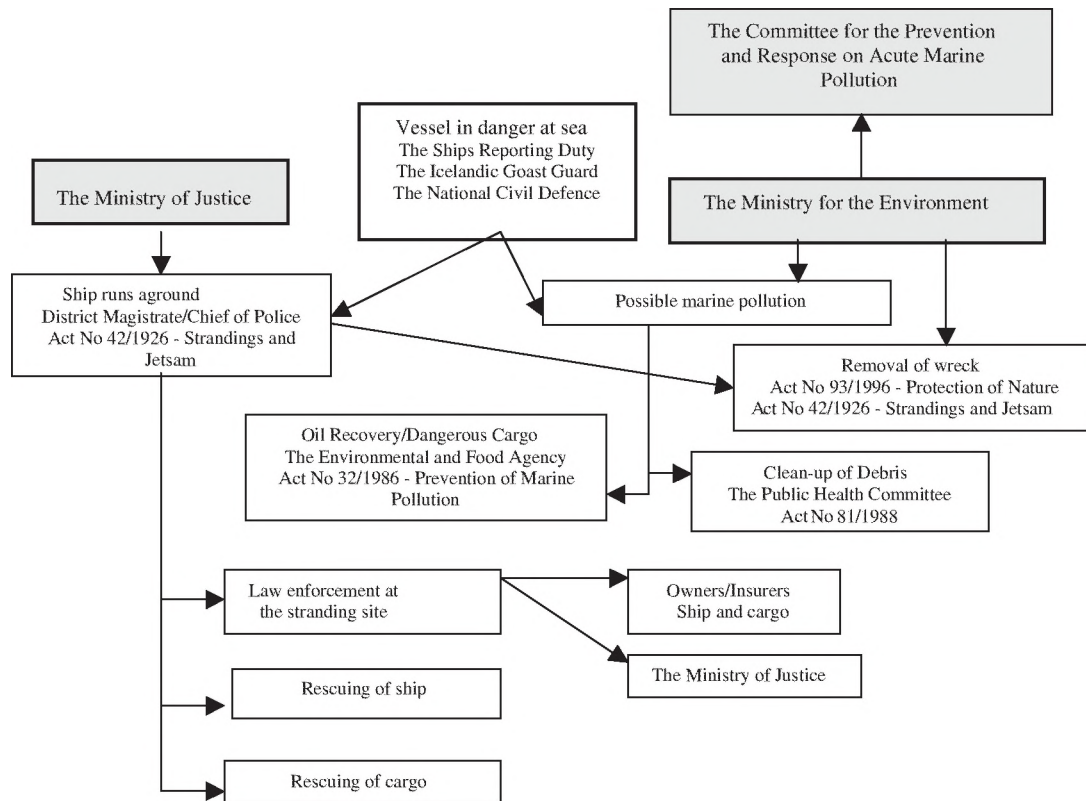 The Committee for the Prevention
and Response on Acute Marine
Pollution
Vessel in danger at sea
The Ships Reporting Duty
The Icelandic Goast Guard
The National Civil Defence
The Ministry of Justice
The Ministry for the Environment
Ship runs aground
District Magistrate/Chief of Police
Act No 42/1926 - Strandings and
Jetsam
Possible marine pollution
Removal of wreck
Act No 93/1996 - Protection of Nature
Act No 42/1926 - Strandings and Jetsam
Oil Recovery/Dangerous Cargo
The Environmental and Food Agency
Act No 32/1986 - Prevention of Marine
Pollution
Clean-up of Debris
The Public Health Committee
Act No 81/1988
Law enforcement at
the stranding site
Owners/Insurers
Ship and cargo
The Ministry of Justice
Rescuing of ship
Rescuing of cargo